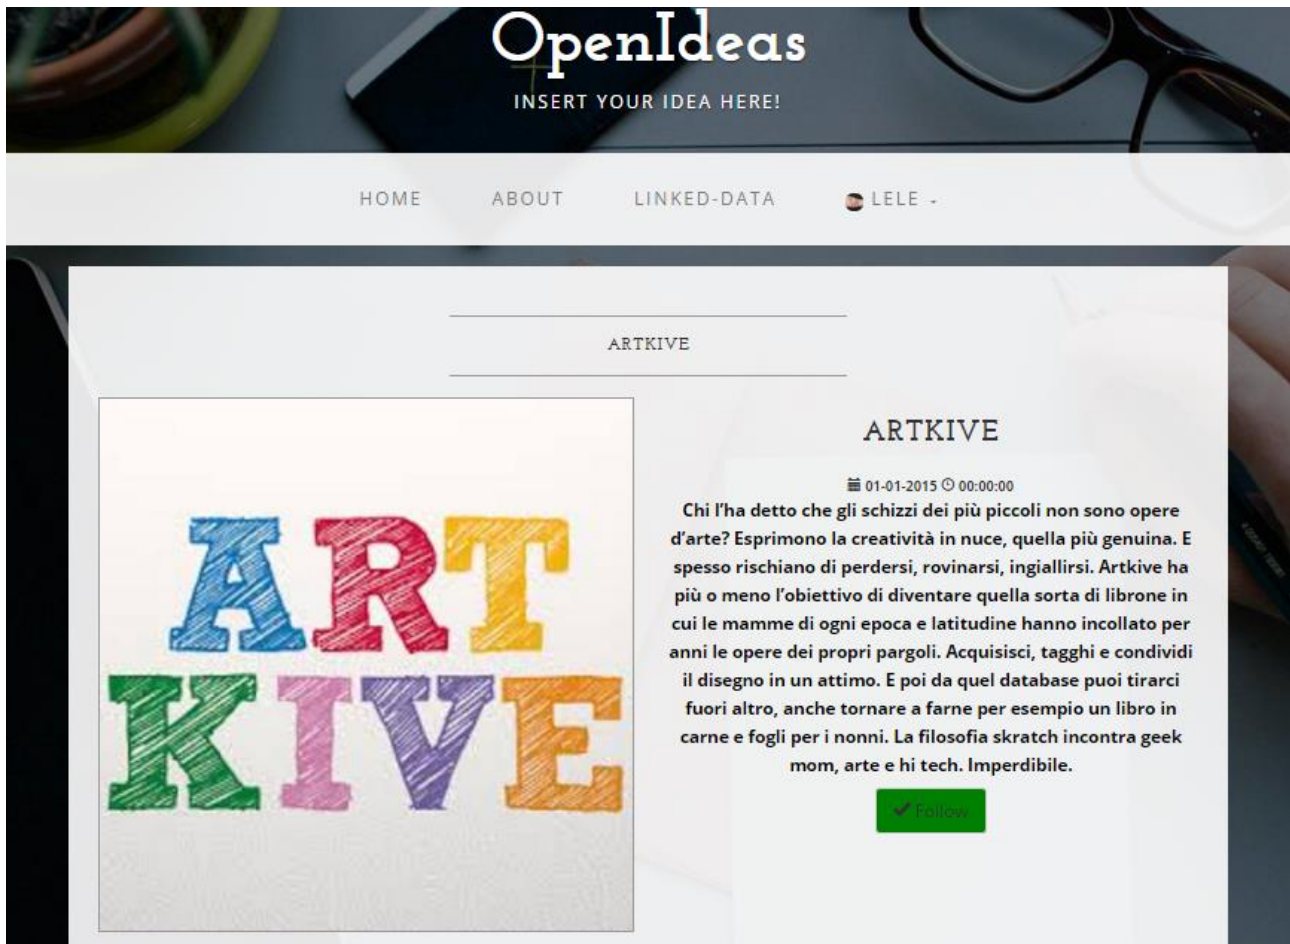 OpenIdeas
INSERT YOUR IDEA HERE!
HOME ABOUT LINKED-DATA LELE
ARTKIVE
ART
KIVE
ARTKIVE
01-01-2015 00:00:00
Chi l'ha detto che gli schizzi dei più piccoli non sono opere
d'arte? Esprimono la creatività in nuce, quella più genuina. E
spesso rischiano di perdersi, rovinarsi, ingiallirsi. Artkive ha
più o meno l'obiettivo di diventare quella sorta di librone in
cui le mamme di ogni epoca e latitudine hanno incollato per
anni le opere dei propri pargoli. Acquisisci, tagghi e condividi
il disegno in un attimo. E poi da quel database puoi tirarci
fuori altro, anche tornare a farne per esempio un libro in
carne e fogli per i nonni. La filosofia skratch incontra geek
mom, arte e hi tech. Imperdibile.
Follow